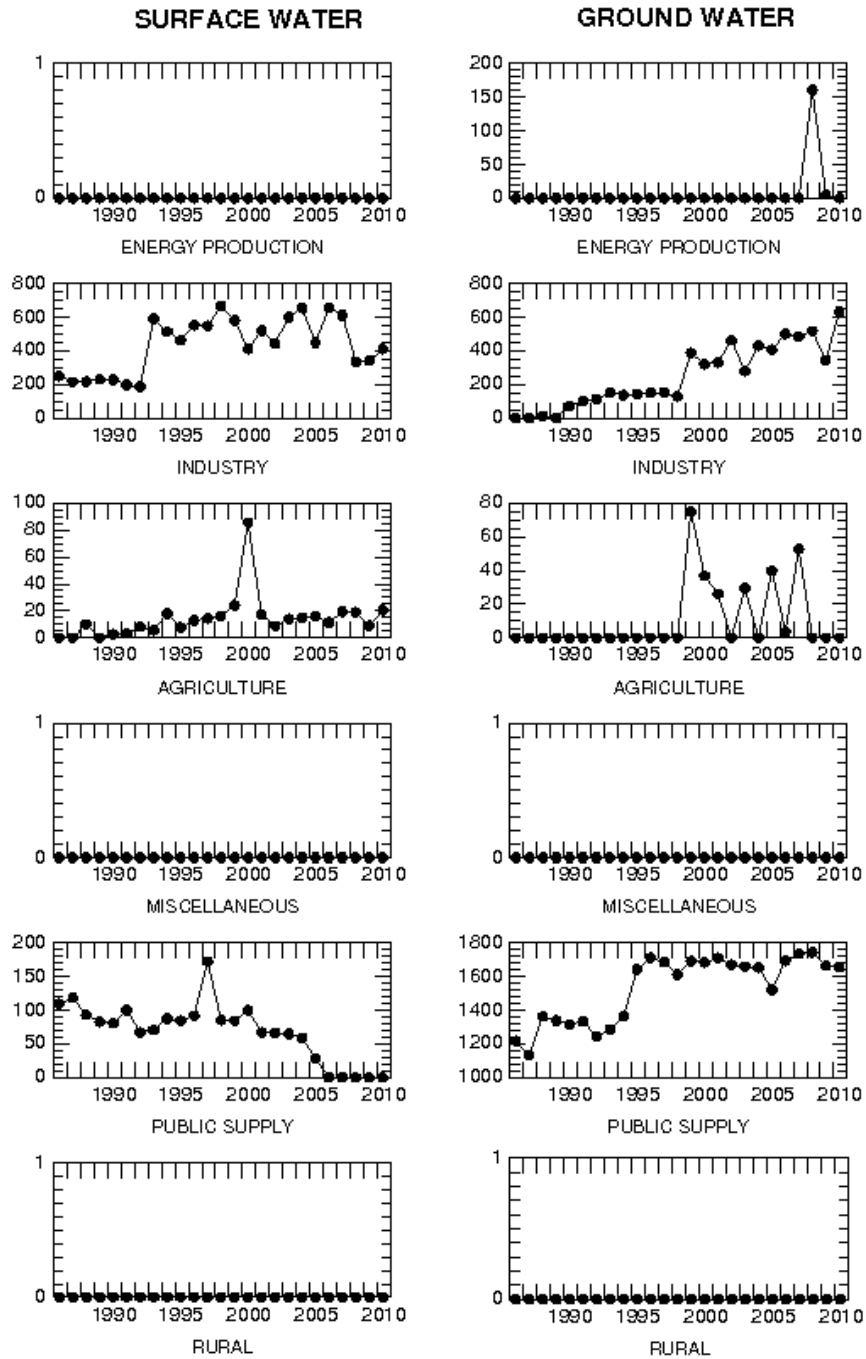 SURFACE WATER
GROUND WATER
1
0
1990 1995 2000 2005 2010
ENERGY PRODUCTION
200
150
100
50
0
1990 1995 2000 2005 2010
ENERGY PRODUCTION
800
600
400
200
0
1990 1995 2000 2005 2010
INDUSTRY
800
600
400
200
0
1990 1995 2000 2005 2010
INDUSTRY
100
80
60
40
20
0
1990 1995 2000 2005 2010
AGRICULTURE
80
60
40
20
0
1990 1995 2000 2005 2010
AGRICULTURE
1
0
1990 1995 2000 2005 2010
MISCELLANEOUS
1
0
1990 1995 2000 2005 2010
MISCELLANEOUS
200
150
100
50
0
1990 1995 2000 2005 2010
PUBLIC SUPPLY
1800
1600
1400
1200
1000
1990 1995 2000 2005 2010
PUBLIC SUPPLY
1
0
1990 1995 2000 2005 2010
RURAL
1
0
1990 1995 2000 2005 2010
RURAL